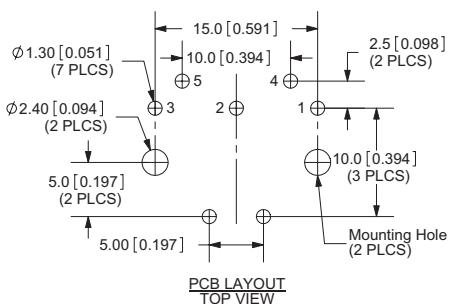 15.0 [0.591]
Ø1.30 [0.051]
(7 PLCS)
10.0 [0.394]
2.5 [0.098]
(2 PLCS)
5
4
3
2
1
Ø2.40 [0.094]
(2 PLCS)
10.0 [0.394]
(3 PLCS)
5.0 [0.197]
(2 PLCS)
5.00 [0.197]
Mounting Hole
(2 PLCS)
PCB LAYOUT
TOP VIEW